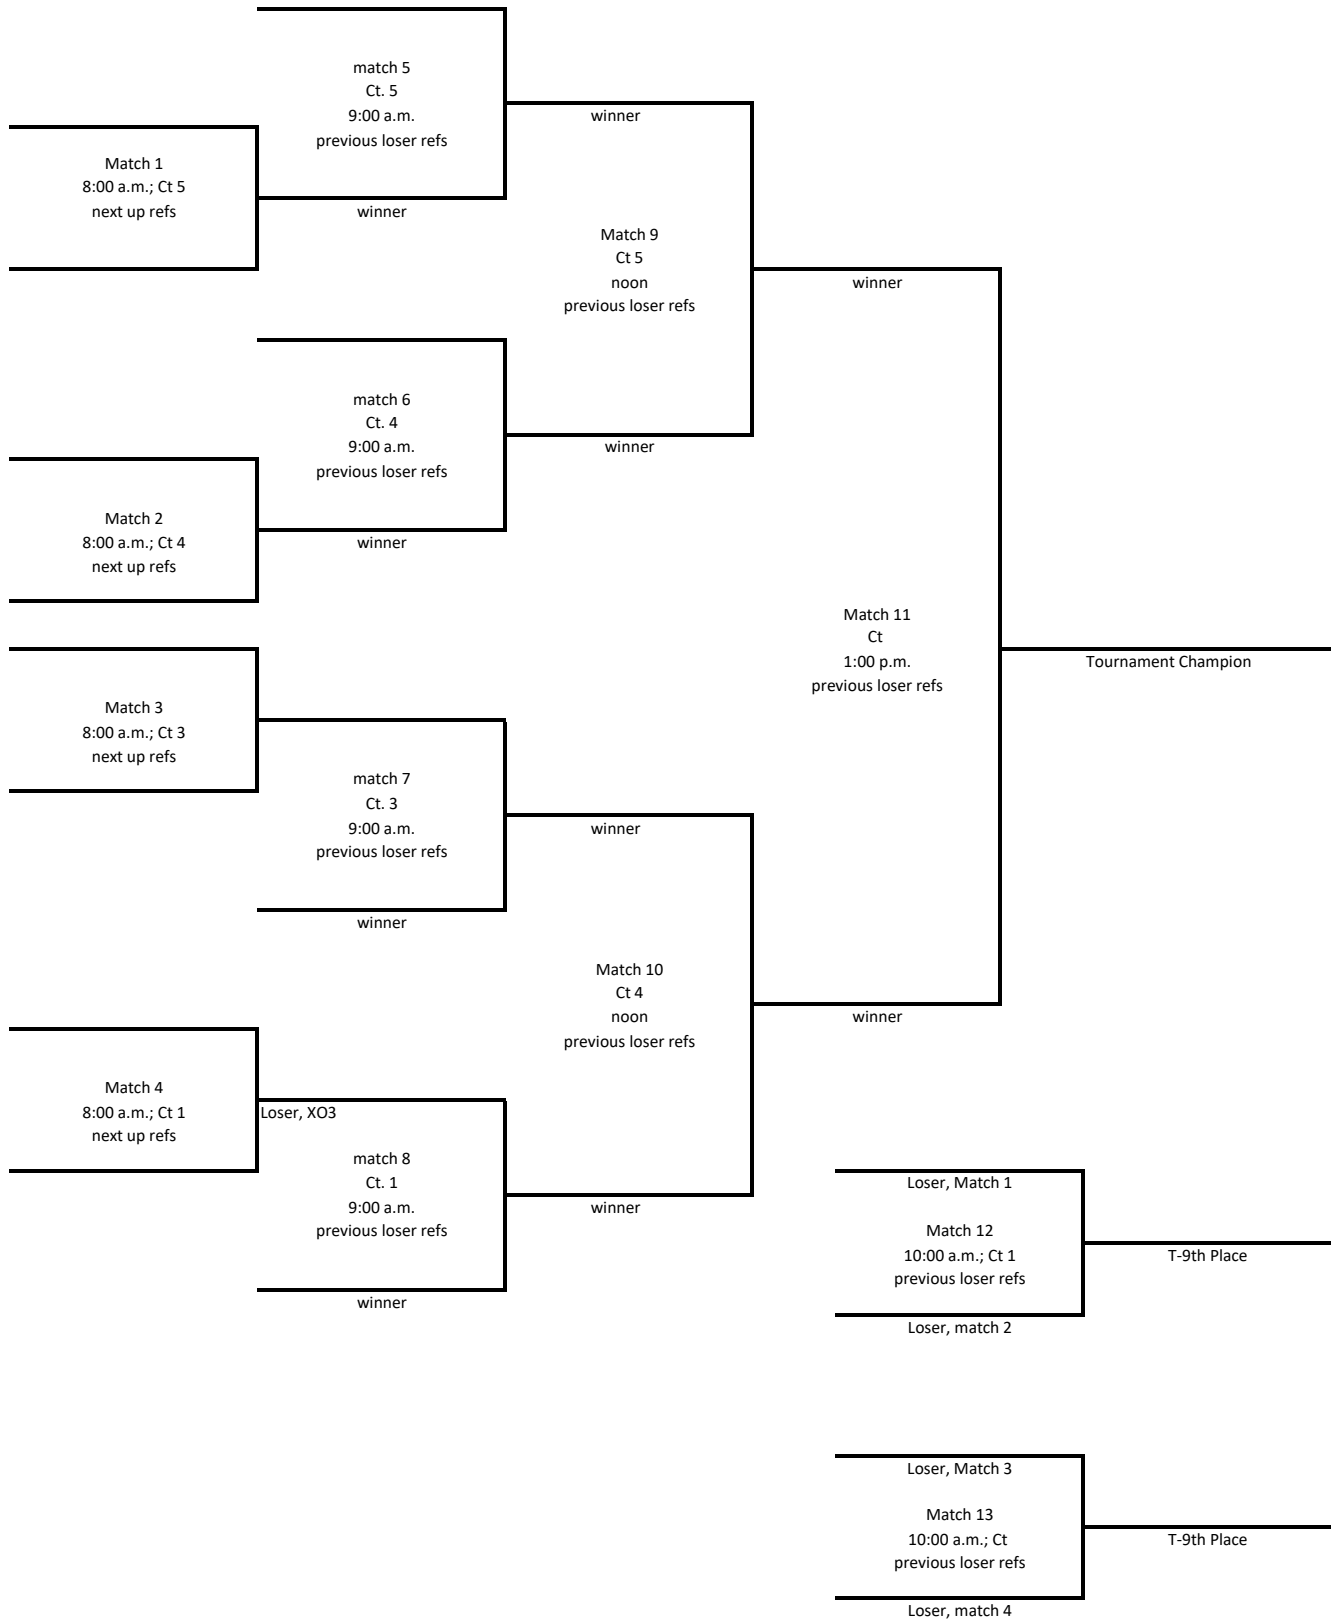 match 5
Ct. 5
9:00 a.m.
previous loser refs
winner
Match 1
8:00 a.m.; Ct 5
next up refs
winner
Match 9
Ct 5
noon
previous loser refs
winner
match 6
Ct. 4
9:00 a.m.
previous loser refs
winner
Match 2
8:00 a.m.; Ct 4
next up refs
winner
Match 11
Ct
1:00 p.m.
previous loser refs
Tournament Champion
Match 3
8:00 a.m.; Ct 3
next up refs
match 7
Ct. 3
9:00 a.m.
previous loser refs
winner
winner
Match 10
Ct 4
noon
previous loser refs
winner
Match 4
8:00 a.m.; Ct 1
next up refs
Loser, XO3
match 8
Ct. 1
9:00 a.m.
previous loser refs
winner
winner
Loser, Match 1
Match 12
10:00 a.m.; Ct 1
previous loser refs
T-9th Place
Loser, match 2
Loser, Match 3
Match 13
10:00 a.m.; Ct
previous loser refs
T-9th Place
Loser, match 4